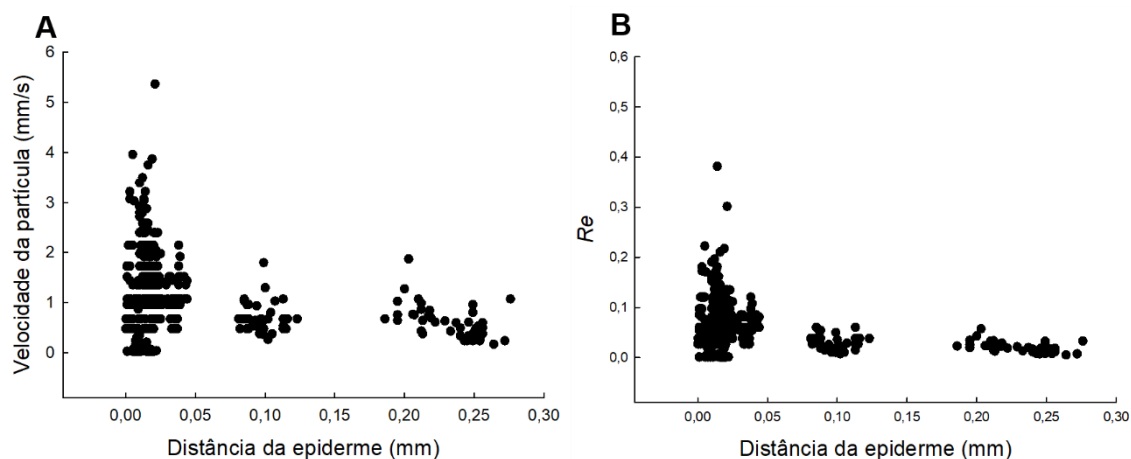 A
Velocidade da partícula (mm/s)
6
5
4
3
2
1
0
0,00 0,05 0,10 0,15 0,20 0,25 0,30
Distância da epiderme (mm)
B
Re
0,6
0,5
0,4
0,3
0,2
0,1
0,0
0,00 0,05 0,10 0,15 0,20 0,25 0,30
Distância da epiderme (mm)